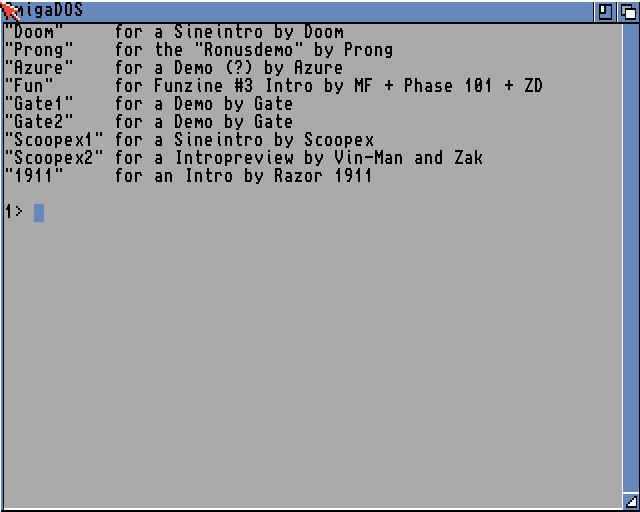 AmigaDOS
"Doom" for a Sineintro by Doom
"Prong" for the "Ronusdemo" by Prong
"Azure" for a Demo (?) by Azure
"Fun" for Funzine #3 Intro by MF + Phase 101 + ZD
"Gate1" for a Demo by Gate
"Gate2" for a Demo by Gate
"Scoopex1" for a Sineintro by Scoopex
"Scoopex2" for a Intropreview by Vin-Man and Zak
"1911" for an Intro by Razor 1911
1>